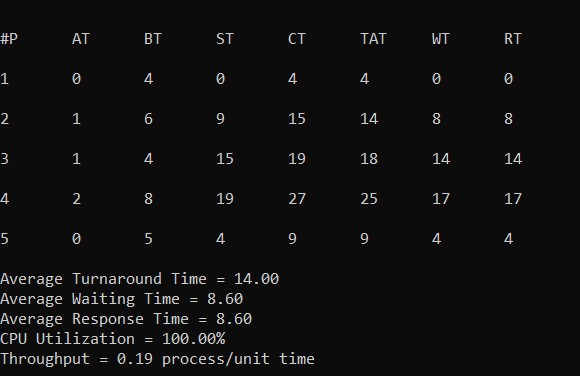 #P AT BT ST CT TAT WT RT
1 0 4 0 4 4 0 0
2 1 6 9 15 14 8 8
3 1 4 15 19 18 14 14
4 2 8 19 27 25 17 17
5 0 5 4 9 9 4 4
Average Turnaround Time = 14.00
Average Waiting Time = 8.60
Average Response Time = 8.60
CPU Utilization = 100.00%
Throughput = 0.19 process/unit time